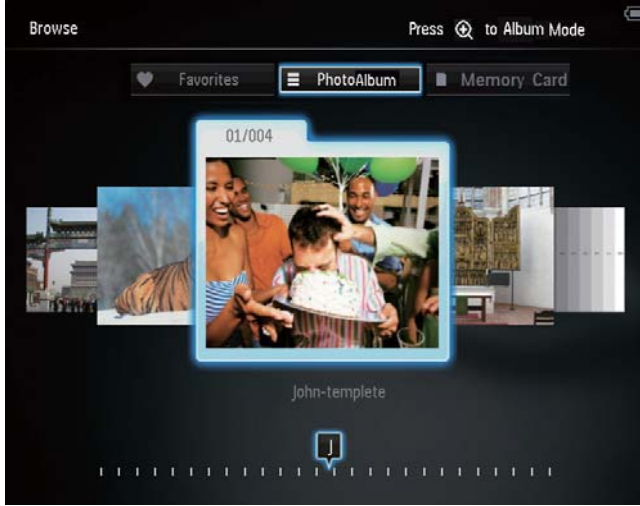 Browse
Press to Album Mode
Favorites
PhotoAlbum
Memory Card
01/004
John-templete
J